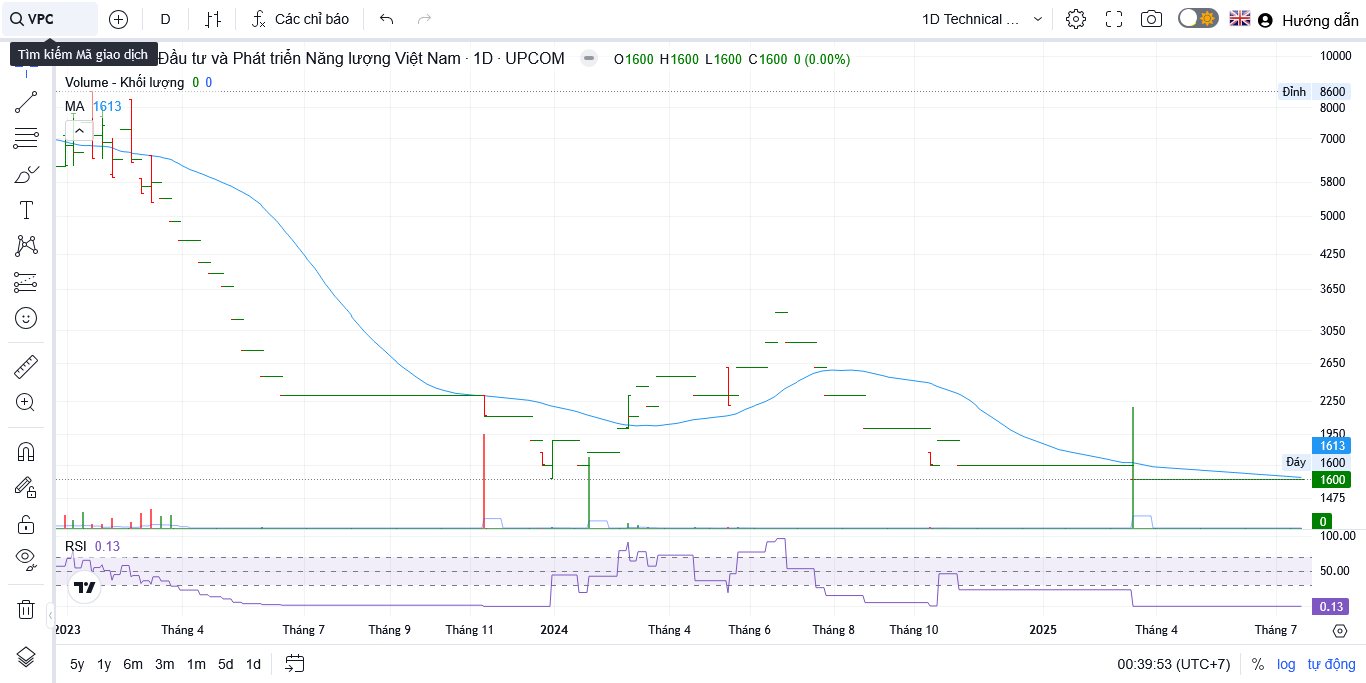 VPC
D
Các chỉ báo
1D Technical ...
Hướng dẫn
Tìm kiếm Mã giao dịch
Đầu tư và Phát triển Năng lượng Việt Nam · 1D · UPCOM
O1600 H1600 L1600 C1600 0 (0.00%)
Volume - Khối lượng 0 0
MA 1613
10000
Đỉnh 8600
8000
7000
5800
5000
4250
3650
3050
2650
2250
1950
1613
Đáy 1600
1600
1475
0
RSI 0.13
100.00
50.00
0.13
2023 Tháng 4 Tháng 7 Tháng 9 Tháng 11 2024 Tháng 4 Tháng 6 Tháng 8 Tháng 10 2025 Tháng 4 Tháng 7
5y 1y 6m 3m 1m 5d 1d
00:39:53 (UTC+7) % log tự động